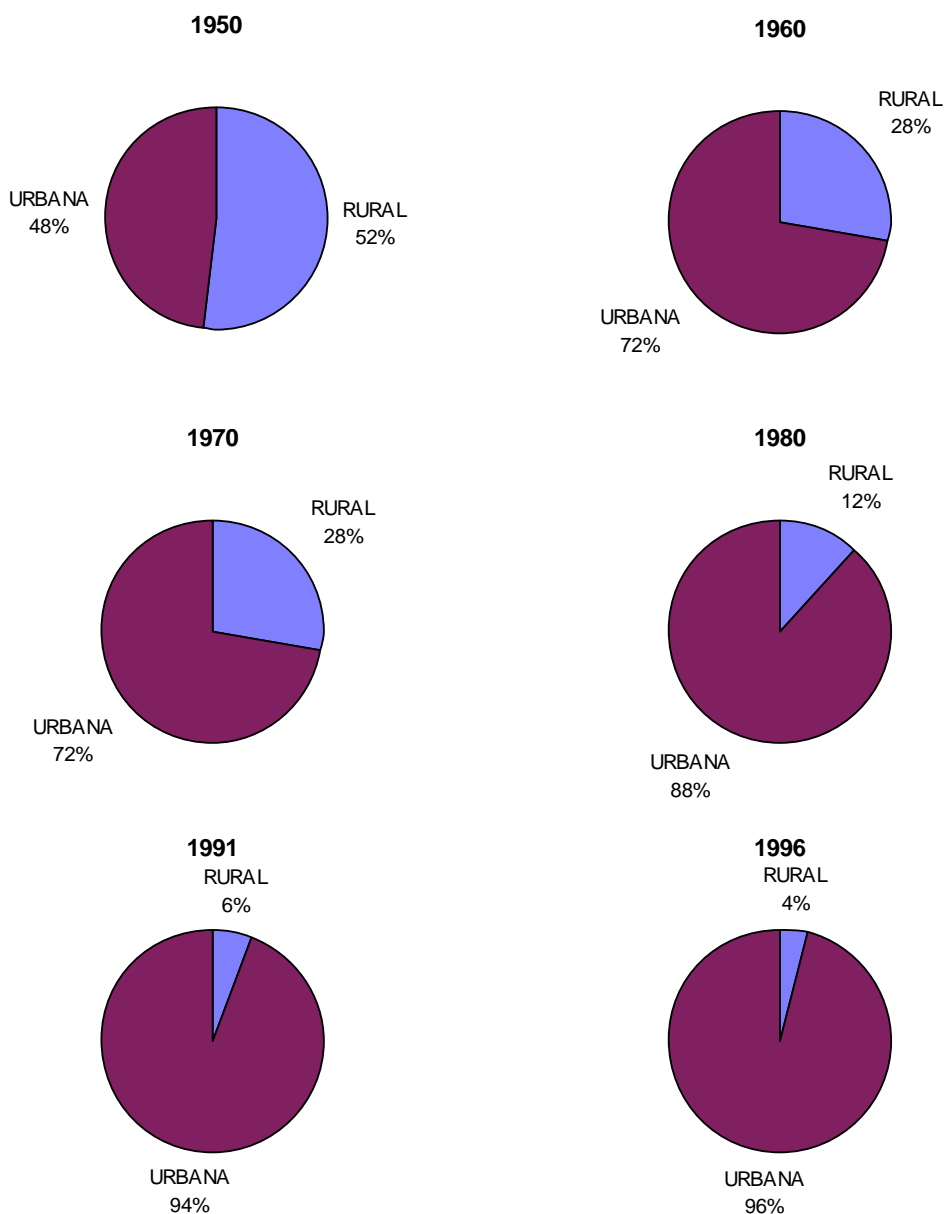 1950
URBANA
48%
RURAL
52%
1960
RURAL
28%
URBANA
72%
1970
RURAL
28%
URBANA
72%
1980
RURAL
12%
URBANA
88%
1991
RURAL
6%
URBANA
94%
1996
RURAL
4%
URBANA
96%